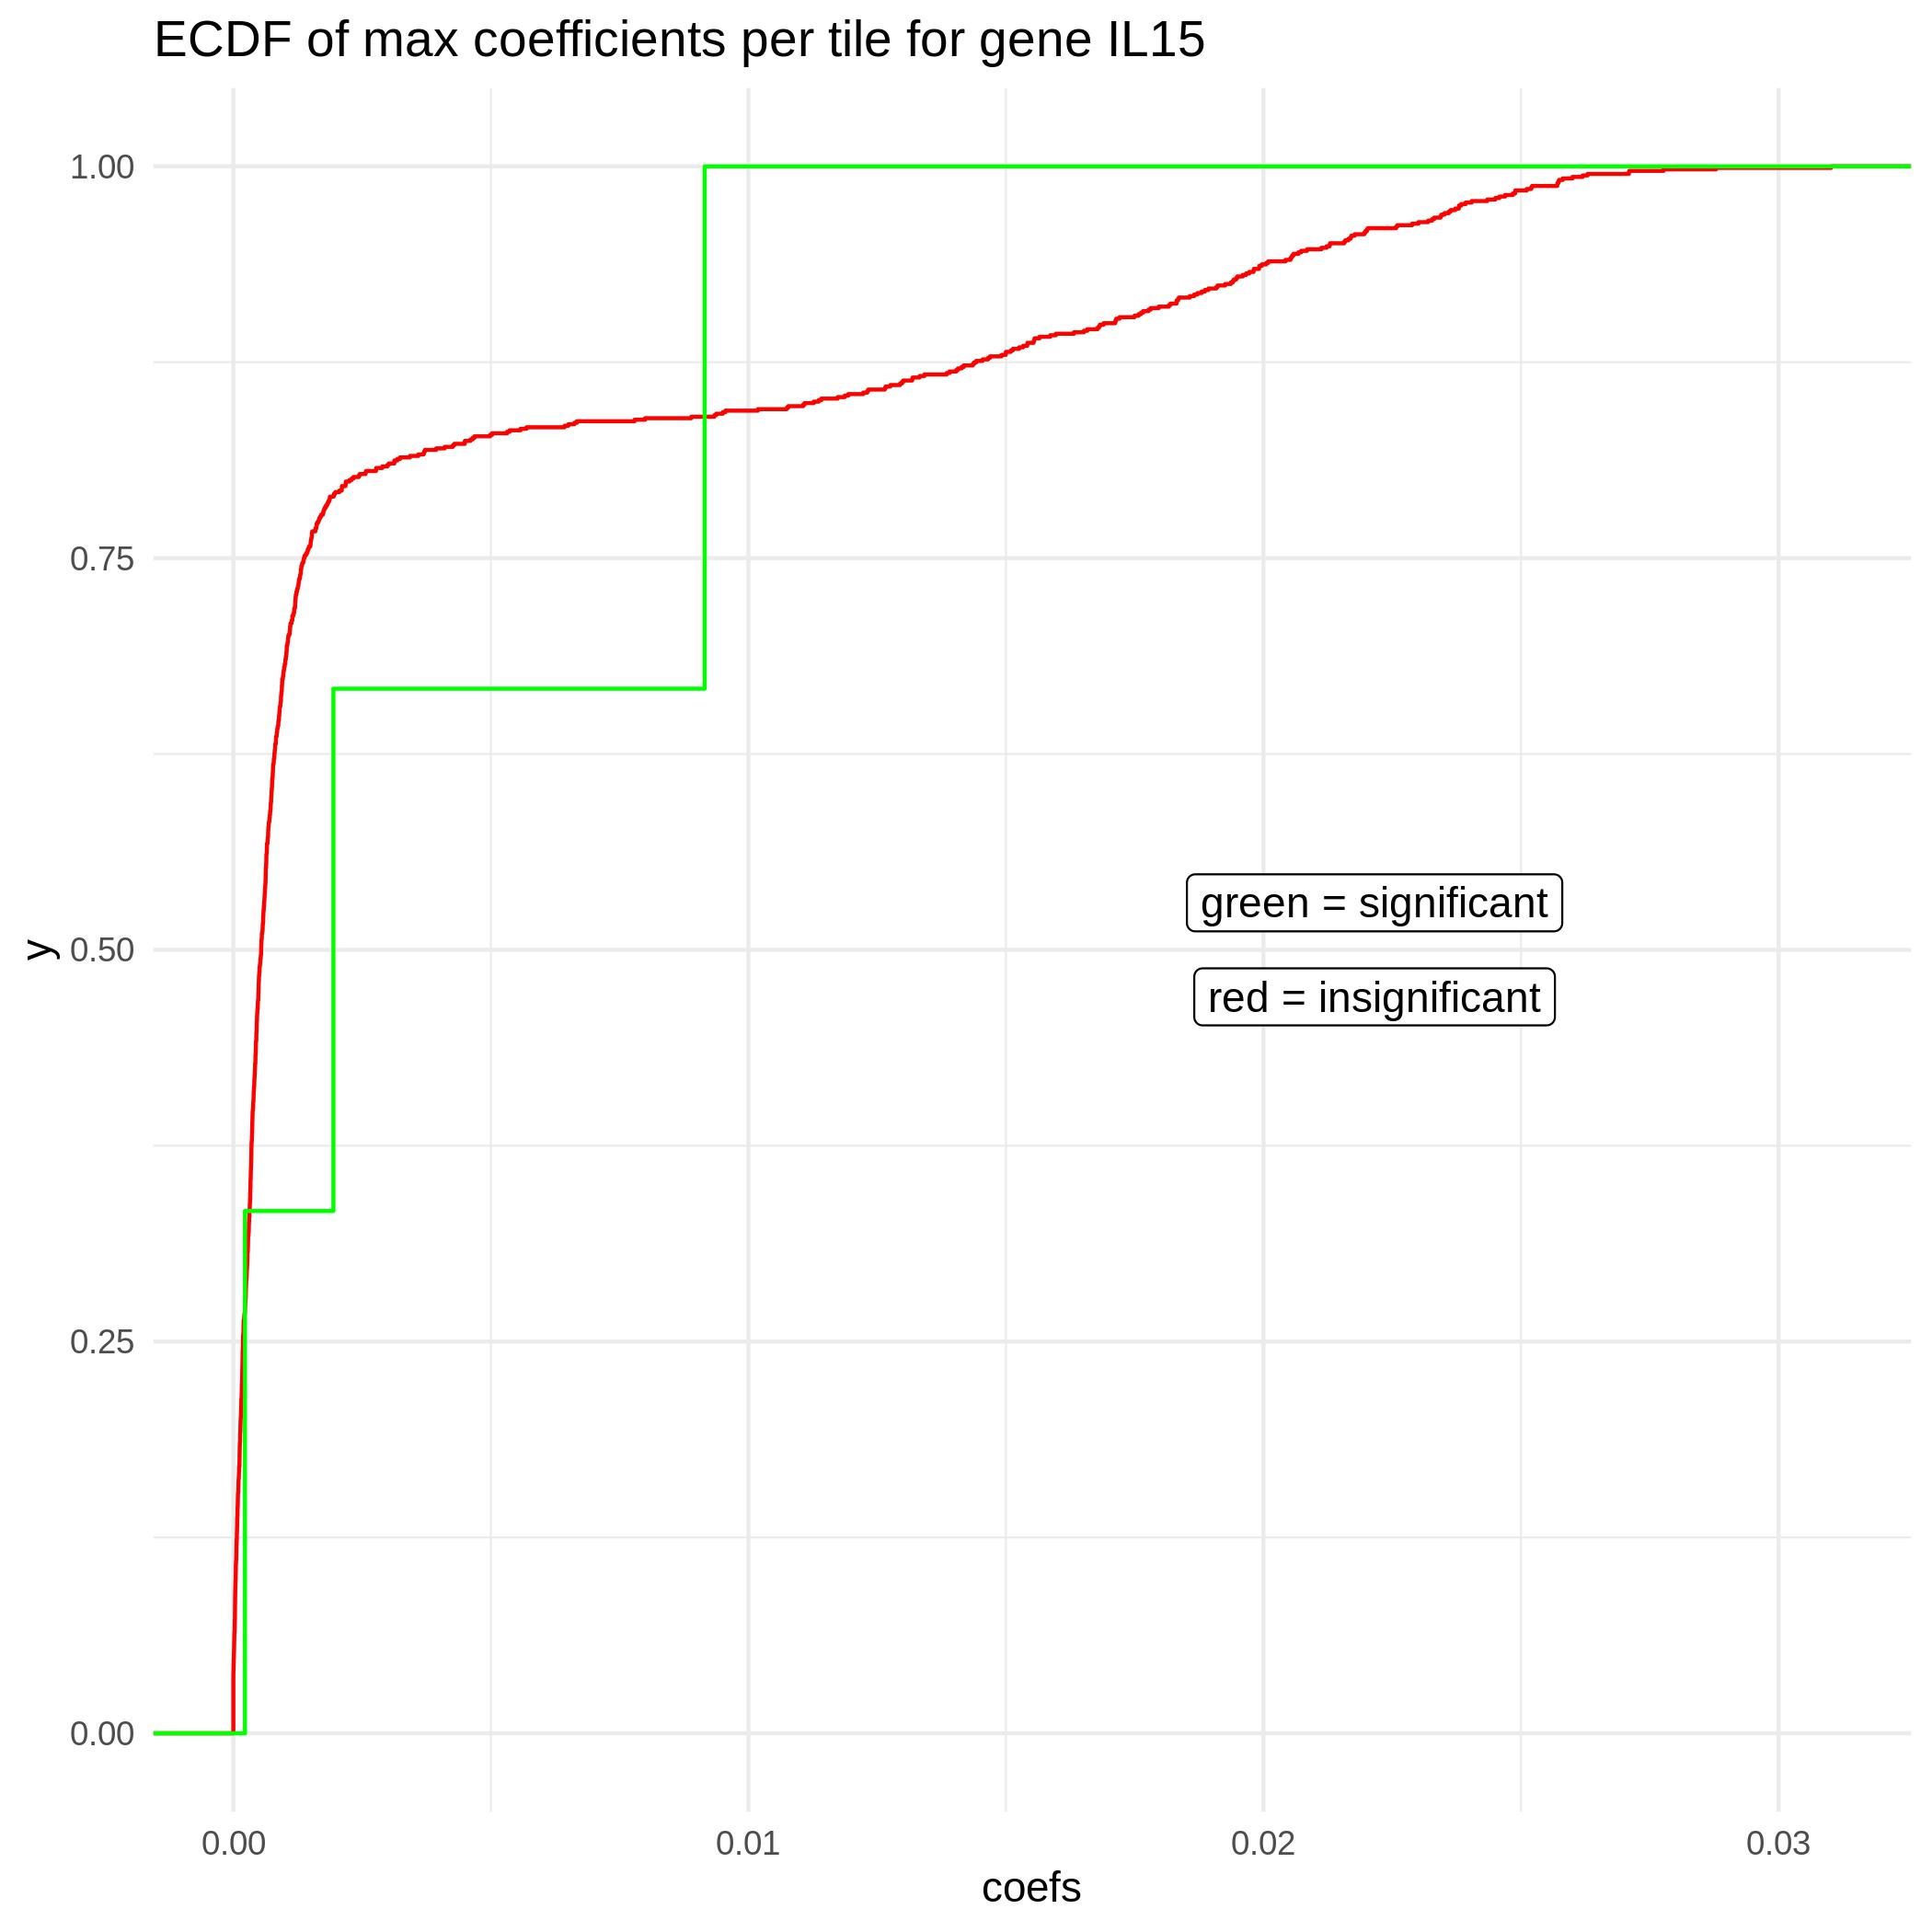 ECDF of max coefficients per tile for gene IL15
1.00
0.75
0.50
0.25
0.00
y
green = significant
red = insignificant
0.00 0.01 0.02 0.03
coefs